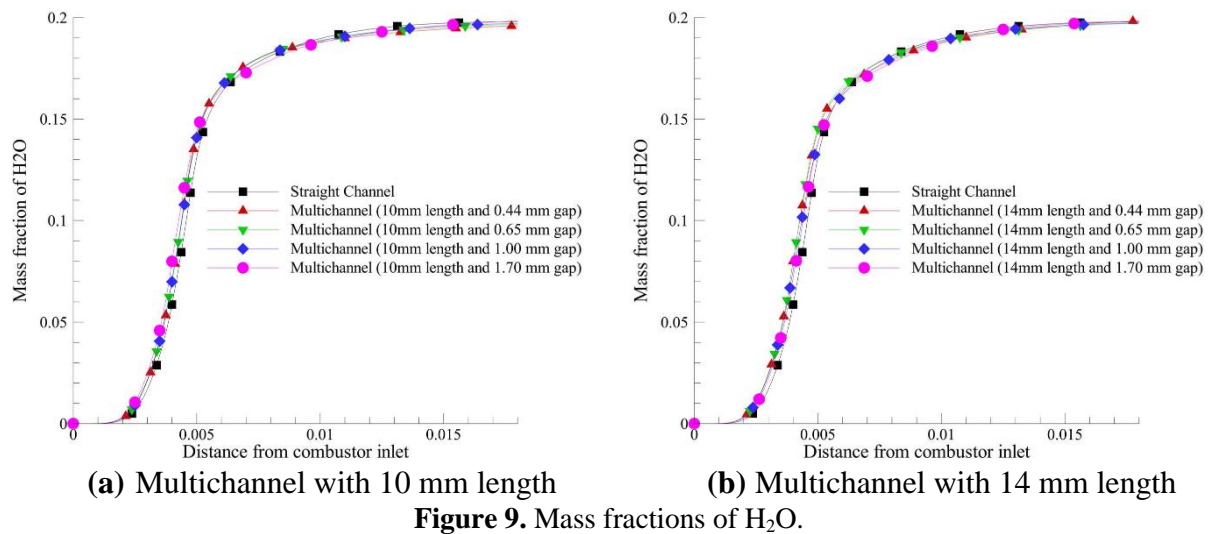 0.2
0.15
0.1
0.05
0
Mass fraction of H2O
Straight Channel
Multichannel (10mm length and 0.44 mm gap)
Multichannel (10mm length and 0.65 mm gap)
Multichannel (10mm length and 1.00 mm gap)
Multichannel (10mm length and 1.70 mm gap)
0 0.005 0.01 0.015
Distance from combustor inlet
(a) Multichannel with 10 mm length
0.2
0.15
0.1
0.05
0
Mass fraction of H2O
Straight Channel
Multichannel (14mm length and 0.44 mm gap)
Multichannel (14mm length and 0.65 mm gap)
Multichannel (14mm length and 1.00 mm gap)
Multichannel (14mm length and 1.70 mm gap)
0 0.005 0.01 0.015
Distance from combustor inlet
(b) Multichannel with 14 mm length
Figure 9. Mass fractions of H₂O.